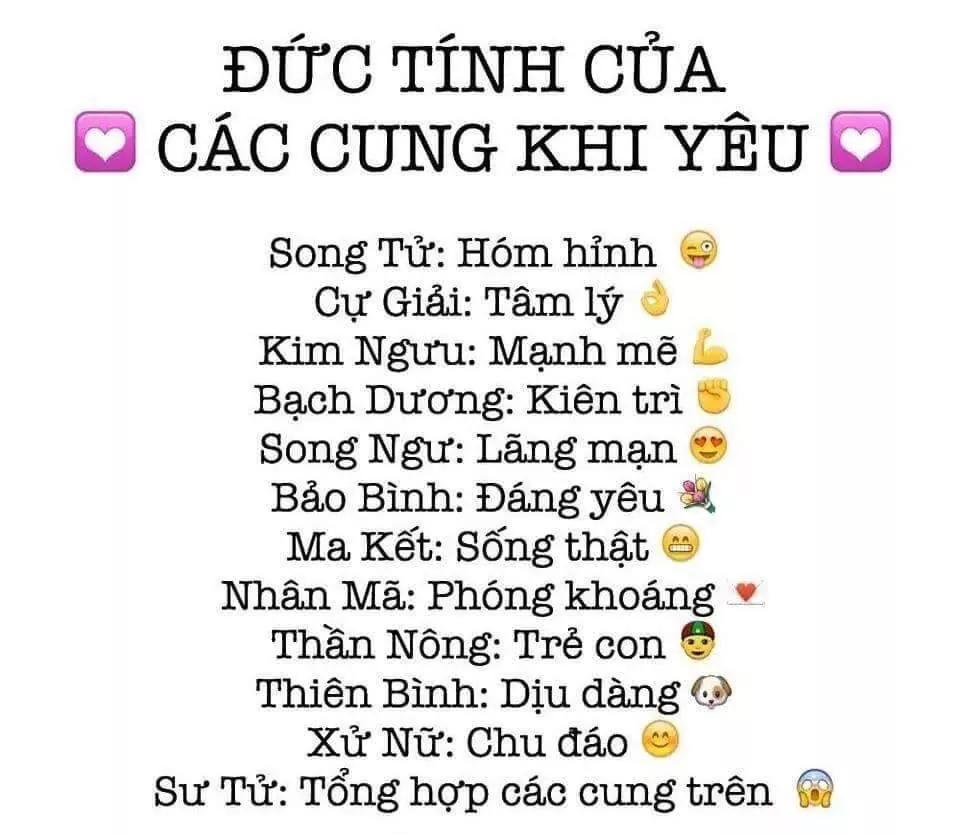 ĐỨC TÍNH CỦA
💟 CÁC CUNG KHI YÊU 💟
Song Tử: Hóm hỉnh 😜
Cự Giải: Tâm lý 👌
Kim Ngưu: Mạnh mẽ 💪
Bạch Dương: Kiên trì ✊
Song Ngư: Lãng mạn 😍
Bảo Bình: Đáng yêu 💐
Ma Kết: Sống thật 😁
Nhân Mã: Phóng khoáng 💌
Thần Nông: Trẻ con 👲
Thiên Bình: Dịu dàng 🐶
Xử Nữ: Chu đáo 😊
Sư Tử: Tổng hợp các cung trên 😱